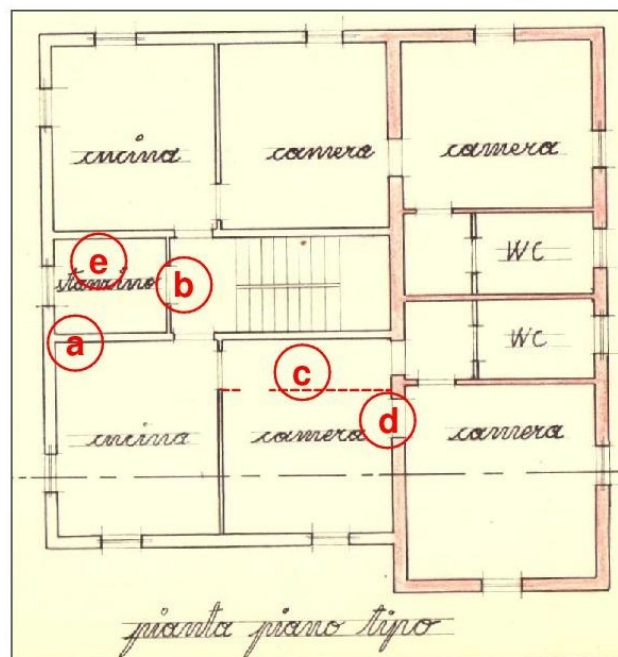 cucina camera camera
e
stanzino b WC
a WC
c
d
cucina camera camera
pianta piano tipo